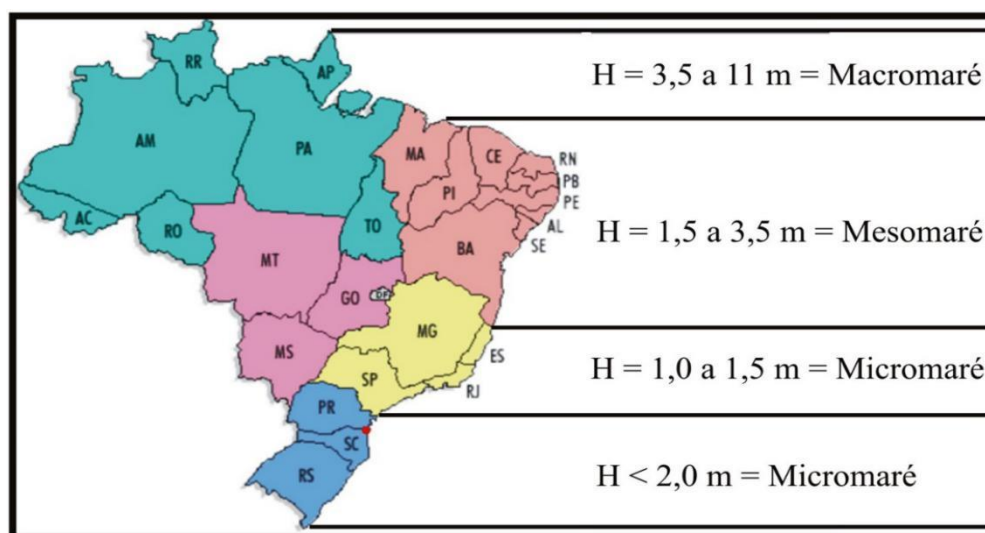 RR
AP
H = 3,5 a 11 m = Macromaré
AM
PA
MA
CE
RN
PB
PI
PE
AC
RO
TO
AL
SE
H = 1,5 a 3,5 m = Mesomaré
MT
BA
GO
DF
MG
MS
ES
H = 1,0 a 1,5 m = Micromaré
SP
RJ
PR
SC
RS
H < 2,0 m = Micromaré